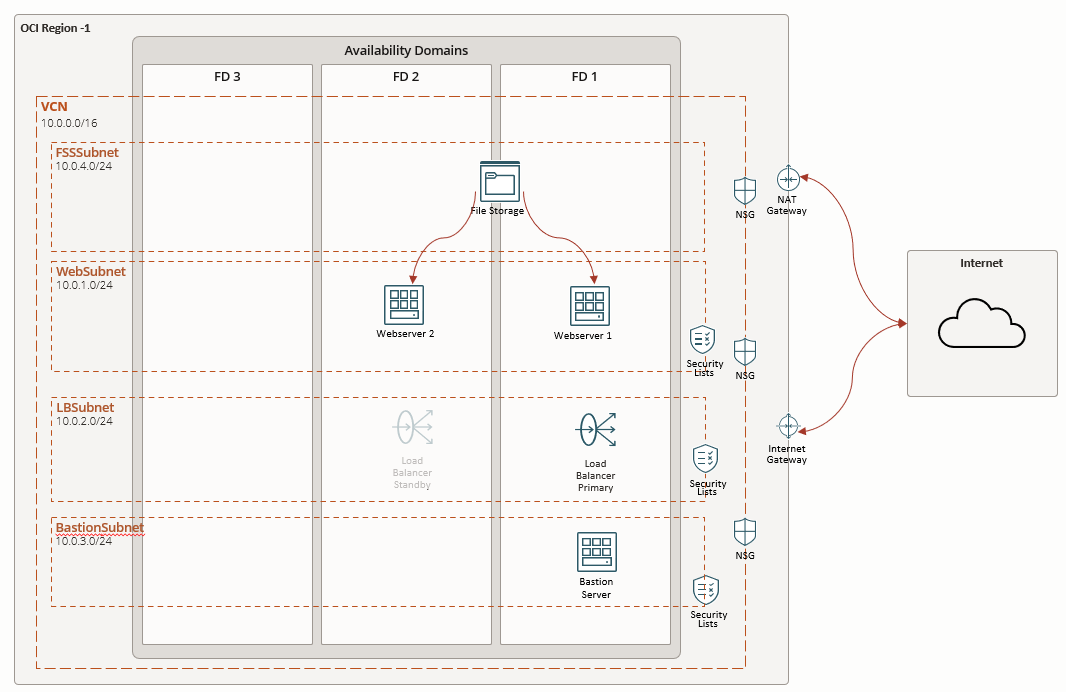 OCI Region -1
Availability Domains
FD 3
FD 2
FD 1
VCN
10.0.0.0/16
FSSSubnet
10.0.4.0/24
File Storage
NSG
NAT
Gateway
Internet
WebSubnet
10.0.1.0/24
Webserver 2
Webserver 1
Security
Lists
NSG
LBSubnet
10.0.2.0/24
Load
Balancer
Standby
Load
Balancer
Primary
Security
Lists
Internet
Gateway
BastionSubnet
10.0.3.0/24
Bastion
Server
NSG
Security
Lists